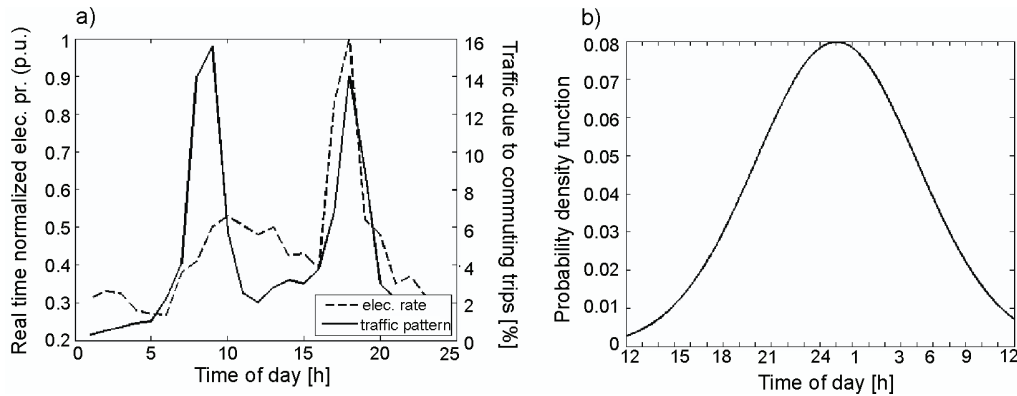 a)
Real time normalized elec. pr. (p.u.)
1
0.9
0.8
0.7
0.6
0.5
0.4
0.3
0.2
0 5 10 15 20 25
Time of day [h]
16
14
12
10
8
6
4
2
0
Traffic due to commuting trips [%]
elec. rate
traffic pattern
b)
Probability density function
0.08
0.07
0.06
0.05
0.04
0.03
0.02
0.01
0
12 15 18 21 24 1 3 6 9 12
Time of day [h]